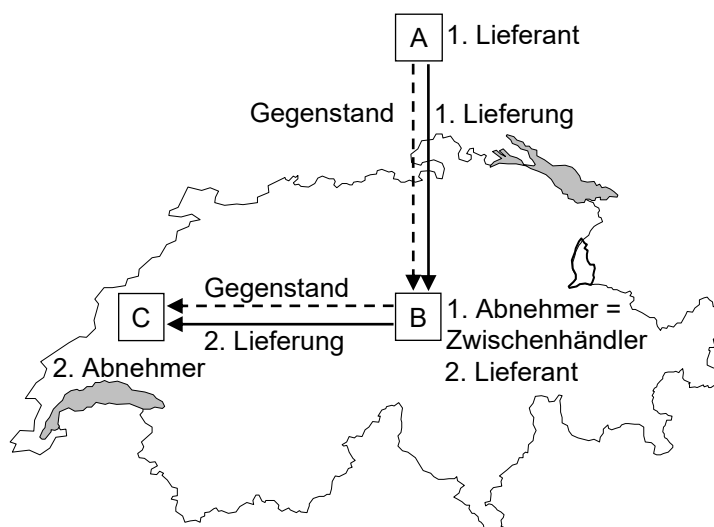 A
1. Lieferant
Gegenstand
1. Lieferung
Gegenstand
C
B
1. Abnehmer =
Zwischenhändler
2. Lieferung
2. Abnehmer
2. Lieferant